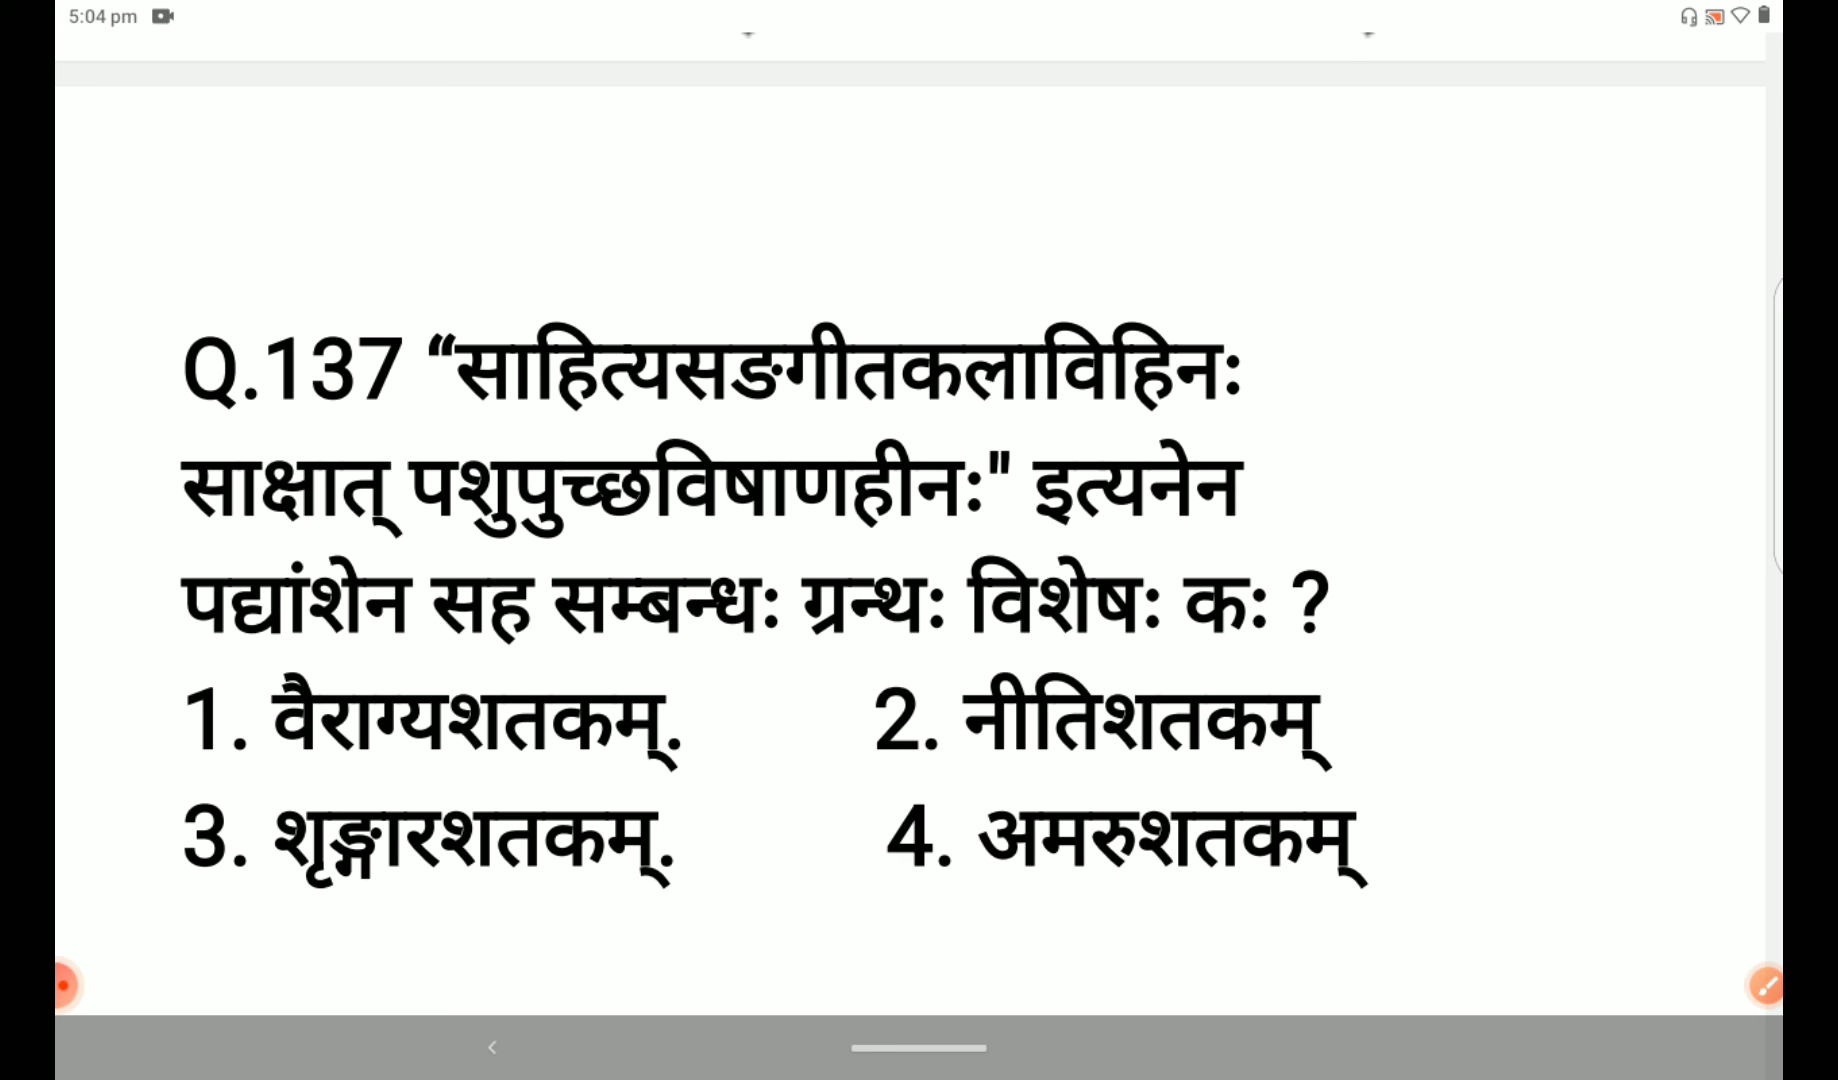 5:04 pm
Q.137 “साहित्यसङगीतकलाविहिनः
साक्षात् पशुपुच्छविषाणहीनः" इत्यनेन
पद्यांशेन सह सम्बन्धः ग्रन्थः विशेषः कः ?
1. वैराग्यशतकम्. 2. नीतिशतकम्
3. शृङ्गारशतकम्. 4. अमरुशतकम्